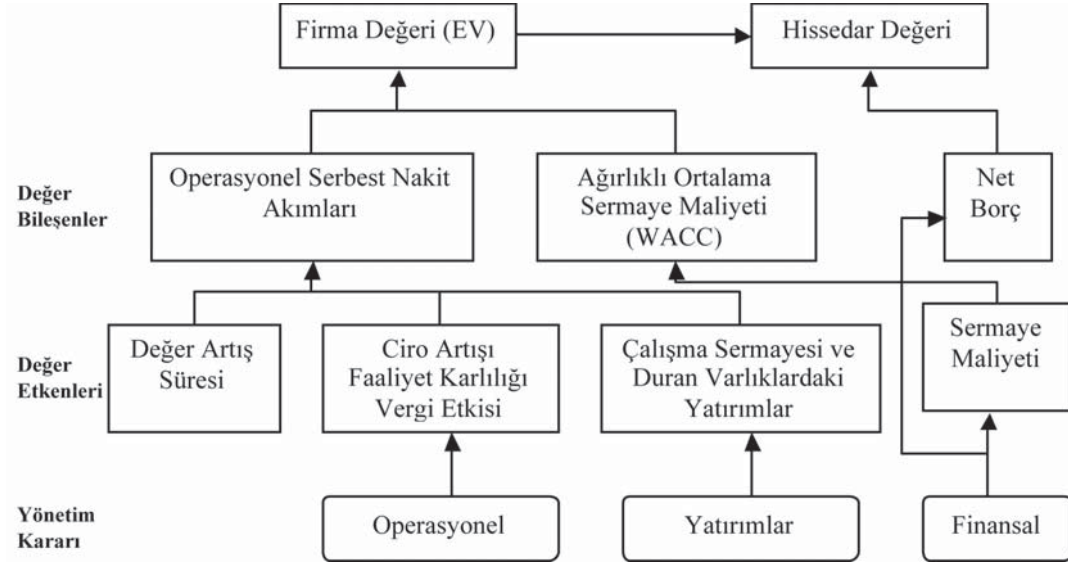 Firma Değeri (EV)
Hissedar Değeri
Değer
Bileşenler
Operasyonel Serbest Nakit
Akımları
Ağırlıklı Ortalama
Sermaye Maliyeti
(WACC)
Net
Borç
Değer
Etkenleri
Değer Artış
Süresi
Ciro Artışı
Faaliyet Karlılığı
Vergi Etkisi
Çalışma Sermayesi ve
Duran Varlıklardaki
Yatırımlar
Sermaye
Maliyeti
Yönetim
Kararı
Operasyonel
Yatırımlar
Finansal